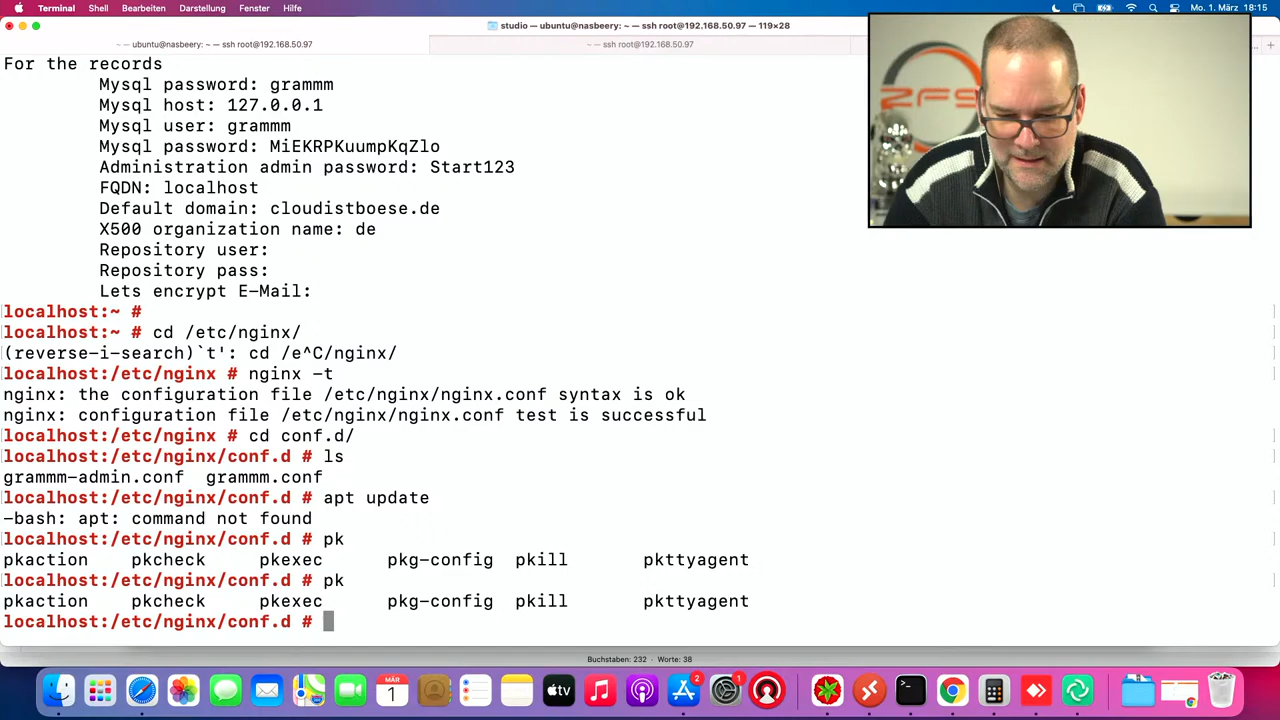 Terminal Shell Bearbeiten Darstellung Fenster Hilfe
Mo. 1. März 18:15
studio — ubuntu@nasbeery: ~ — ssh root@192.168.50.97 — 119×28
~ — ubuntu@nasbeery: ~ — ssh root@192.168.50.97
~ — ssh root@192.168.50.97
For the records
Mysql password: grammm
Mysql host: 127.0.0.1
Mysql user: grammm
Mysql password: MiEKRPKuumpKqZlo
Administration admin password: Start123
FQDN: localhost
Default domain: cloudistboese.de
X500 organization name: de
Repository user:
Repository pass:
Lets encrypt E-Mail:
localhost:~ #
localhost:~ # cd /etc/nginx/
(reverse-i-search)`t': cd /e^C/nginx/
localhost:/etc/nginx # nginx -t
nginx: the configuration file /etc/nginx/nginx.conf syntax is ok
nginx: configuration file /etc/nginx/nginx.conf test is successful
localhost:/etc/nginx # cd conf.d/
localhost:/etc/nginx/conf.d # ls
grammm-admin.conf grammm.conf
localhost:/etc/nginx/conf.d # apt update
-bash: apt: command not found
localhost:/etc/nginx/conf.d # pk
pkaction pkcheck pkexec pkg-config pkill pkttyagent
localhost:/etc/nginx/conf.d # pk
pkaction pkcheck pkexec pkg-config pkill pkttyagent
localhost:/etc/nginx/conf.d #
ZFS
Buchstaben: 232 · Worte: 38
MÄR
1
tv
2
1